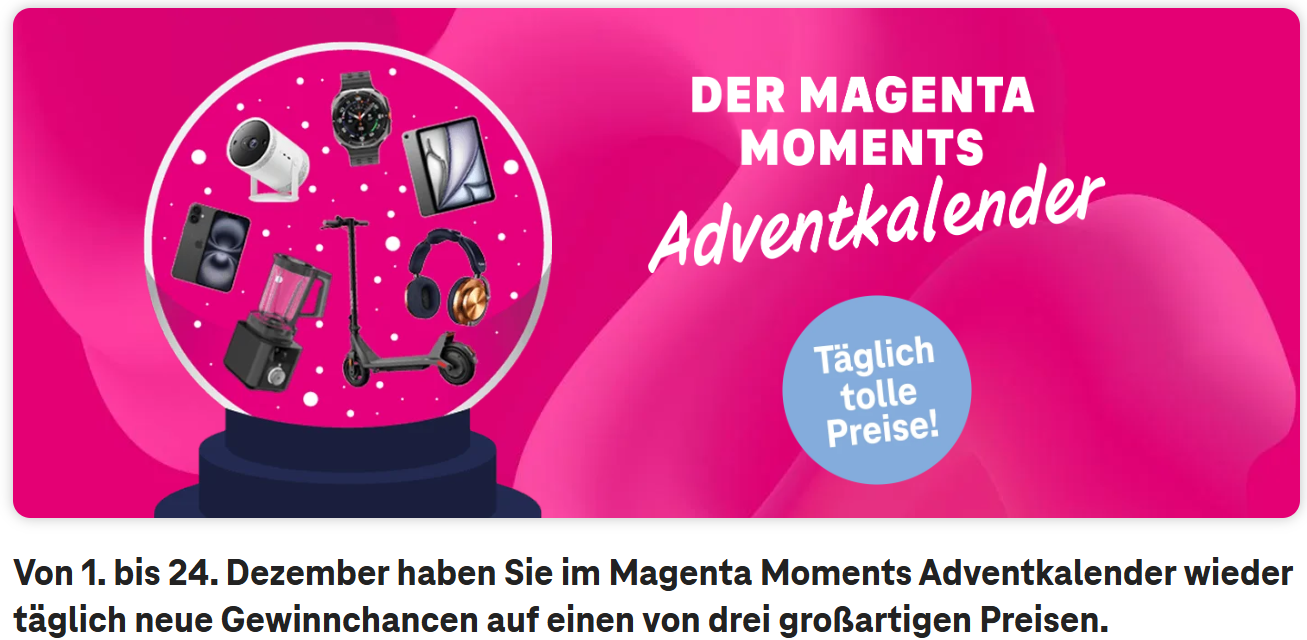 DER MAGENTA
MOMENTS
Adventkalender
Täglich
tolle
Preise!
Von 1. bis 24. Dezember haben Sie im Magenta Moments Adventkalender wieder
täglich neue Gewinnchancen auf einen von drei großartigen Preisen.